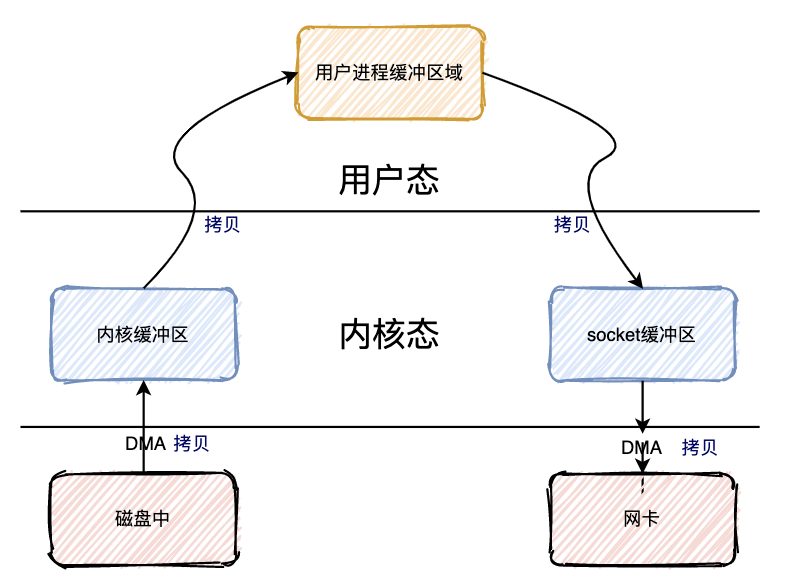 用户进程缓冲区域
用户态
拷贝
拷贝
内核缓冲区
内核态
socket缓冲区
DMA 拷贝
DMA 拷贝
磁盘中
网卡